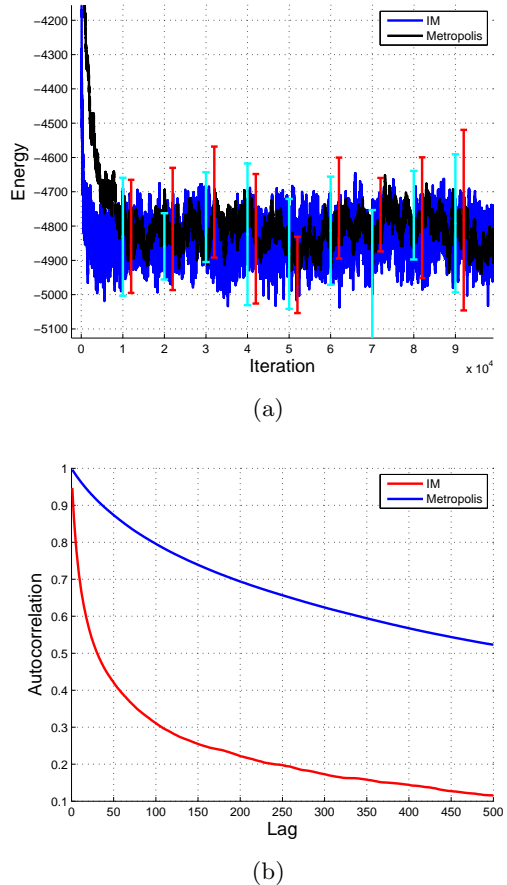 −4200
−4300
−4400
−4500
−4600
−4700
−4800
−4900
−5000
−5100
Energy
IM
Metropolis
0 1 2 3 4 5 6 7 8 9
Iteration
x 10⁴
(a)
1
0.9
0.8
0.7
0.6
0.5
0.4
0.3
0.2
0.1
Autocorrelation
IM
Metropolis
0 50 100 150 200 250 300 350 400 450 500
Lag
(b)